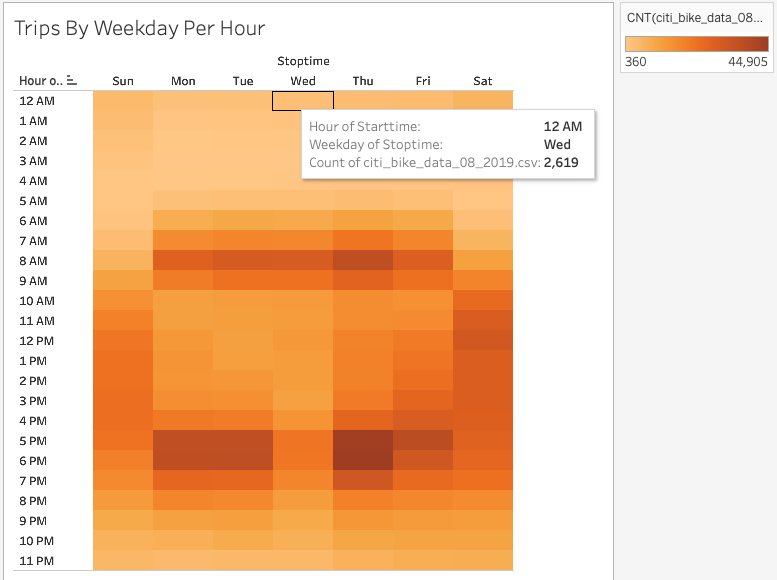 Trips By Weekday Per Hour
CNT(citi_bike_data_08...
360 44,905
Stoptime
Hour o.. Sun Mon Tue Wed Thu Fri Sat
12 AM
1 AM
2 AM
3 AM
4 AM
5 AM
6 AM
7 AM
8 AM
9 AM
10 AM
11 AM
12 PM
1 PM
2 PM
3 PM
4 PM
5 PM
6 PM
7 PM
8 PM
9 PM
10 PM
11 PM
Hour of Starttime: 12 AM
Weekday of Stoptime: Wed
Count of citi_bike_data_08_2019.csv: 2,619